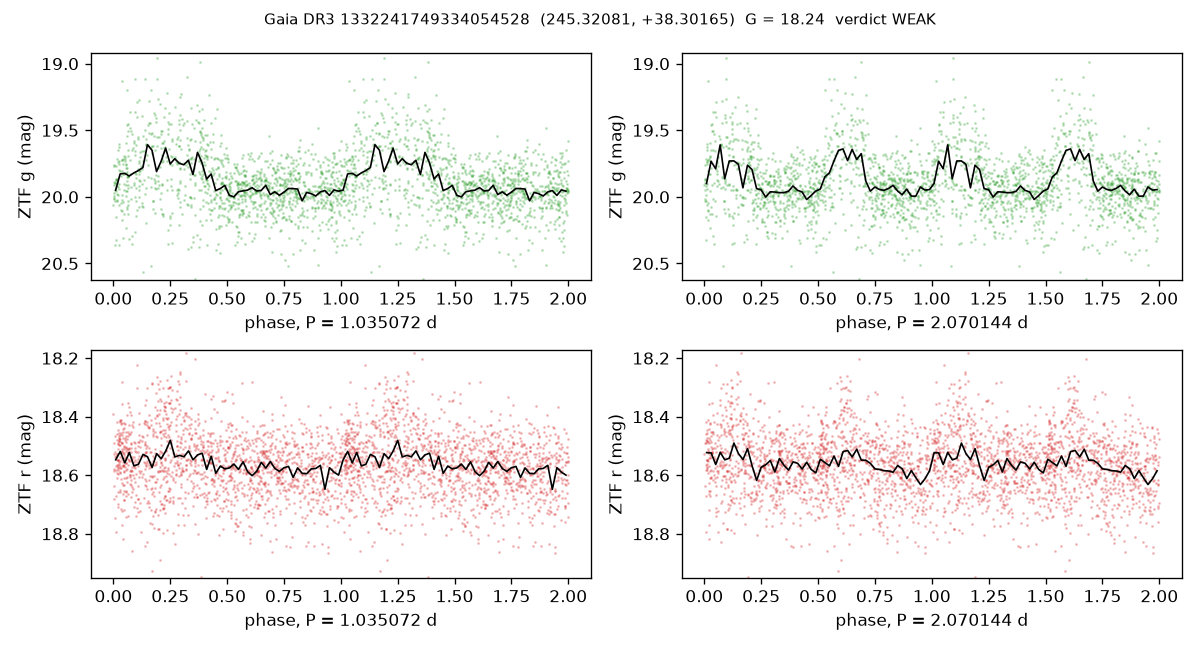 Gaia DR3 1332241749334054528  (245.32081, +38.30165)  G = 18.24  verdict WEAK
ZTF g (mag)
19.0
19.5
20.0
20.5
0.00 0.25 0.50 0.75 1.00 1.25 1.50 1.75 2.00
phase, P = 1.035072 d
ZTF g (mag)
19.0
19.5
20.0
20.5
0.00 0.25 0.50 0.75 1.00 1.25 1.50 1.75 2.00
phase, P = 2.070144 d
ZTF r (mag)
18.2
18.4
18.6
18.8
0.00 0.25 0.50 0.75 1.00 1.25 1.50 1.75 2.00
phase, P = 1.035072 d
ZTF r (mag)
18.2
18.4
18.6
18.8
0.00 0.25 0.50 0.75 1.00 1.25 1.50 1.75 2.00
phase, P = 2.070144 d